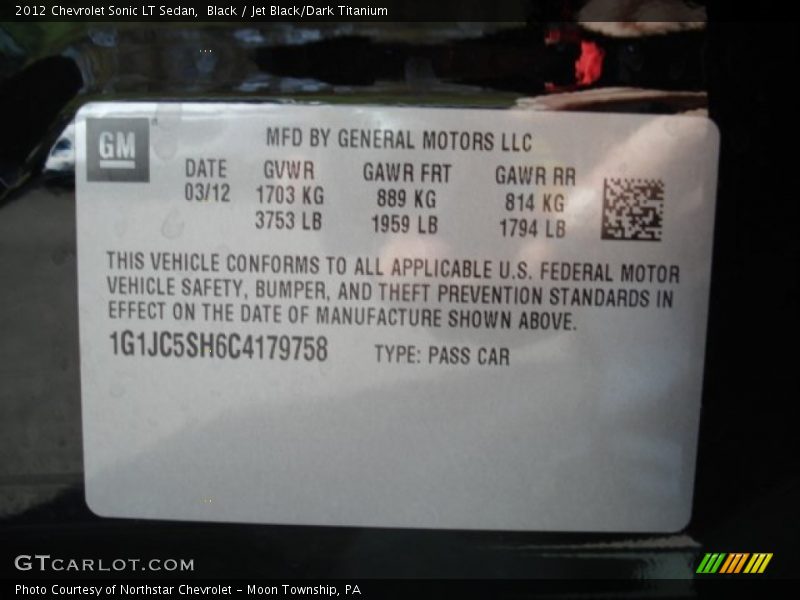 2012 Chevrolet Sonic LT Sedan, Black / Jet Black/Dark Titanium
GM
MFD BY GENERAL MOTORS LLC
DATE GVWR GAWR FRT GAWR RR
03/12 1703 KG 889 KG 814 KG
3753 LB 1959 LB 1794 LB
THIS VEHICLE CONFORMS TO ALL APPLICABLE U.S. FEDERAL MOTOR
VEHICLE SAFETY, BUMPER, AND THEFT PREVENTION STANDARDS IN
EFFECT ON THE DATE OF MANUFACTURE SHOWN ABOVE.
1G1JC5SH6C4179758 TYPE: PASS CAR
GTCARLOT.COM
Photo Courtesy of Northstar Chevrolet - Moon Township, PA